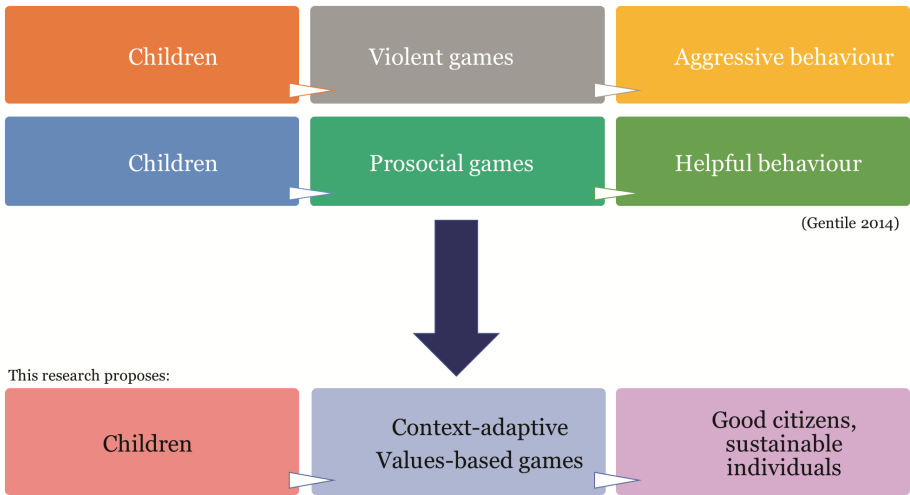 Children
Violent games
Aggressive behaviour
Children
Prosocial games
Helpful behaviour
(Gentile 2014)
This research proposes:
Children
Context-adaptive
Values-based games
Good citizens,
sustainable
individuals